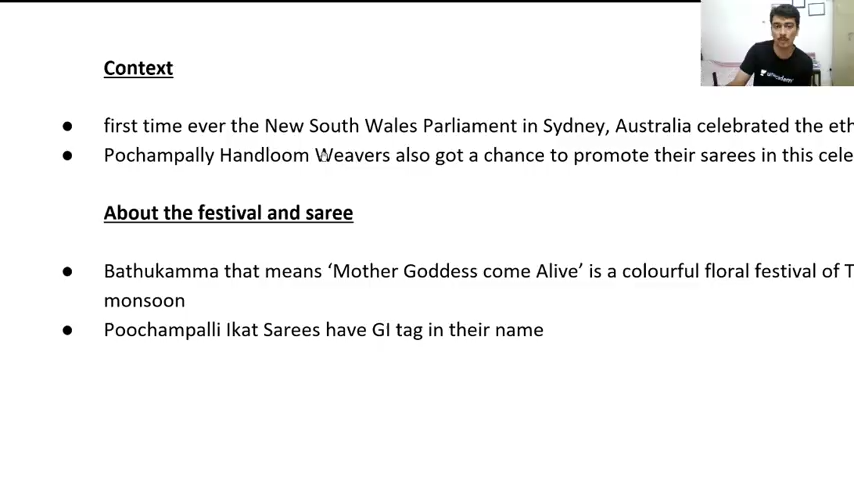 Context
● first time ever the New South Wales Parliament in Sydney, Australia celebrated the eth
● Pochampally Handloom Weavers also got a chance to promote their sarees in this cele
About the festival and saree
● Bathukamma that means ‘Mother Goddess come Alive’ is a colourful floral festival of T
monsoon
● Poochampalli Ikat Sarees have GI tag in their name